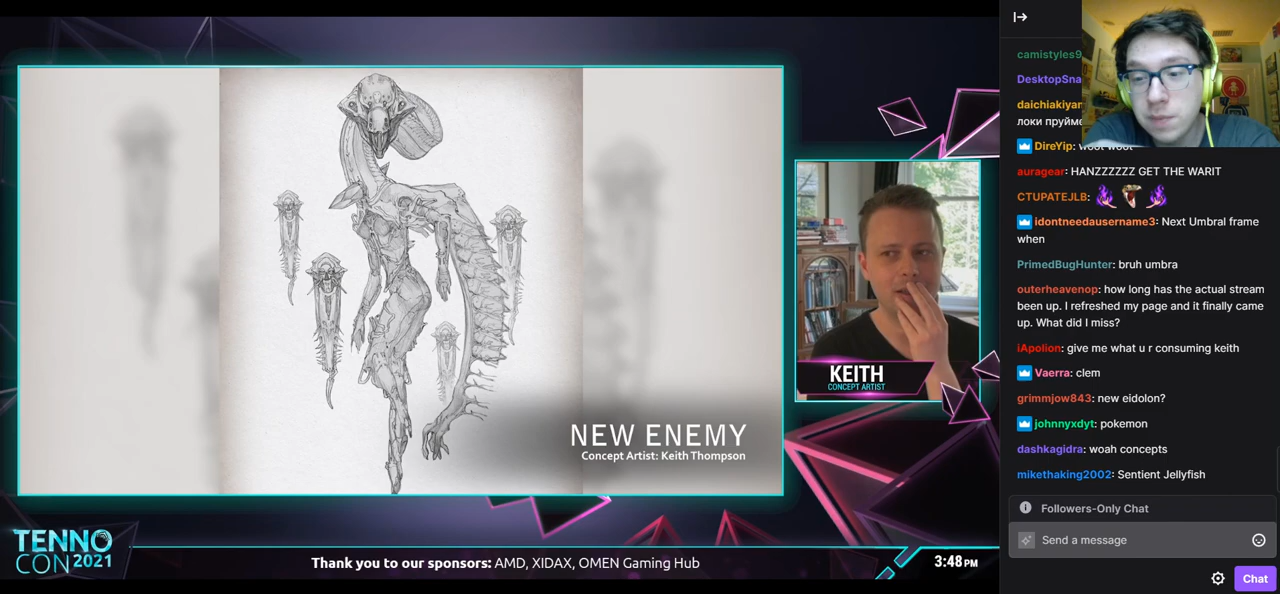 NEW ENEMY
Concept Artist: Keith Thompson
KEITH
CONCEPT ARTIST
TENNO
CON 2021
Thank you to our sponsors: AMD, XIDAX, OMEN Gaming Hub
3:48 PM
camistyles9
DesktopSna
daichiakiyam
локи пруйме
DireYip: woot woot
auragear: HANZZZZZZ GET THE WARIT
CTUPATEJLB:
idontneedausername3: Next Umbral frame
when
PrimedBugHunter: bruh umbra
outerheavenop: how long has the actual stream
been up. I refreshed my page and it finally came
up. What did I miss?
iApolion: give me what u r consuming keith
Vaerra: clem
grimmjow843: new eidolon?
johnnyxdyt: pokemon
dashkagidra: woah concepts
mikethaking2002: Sentient Jellyfish
Followers-Only Chat
Send a message
Chat